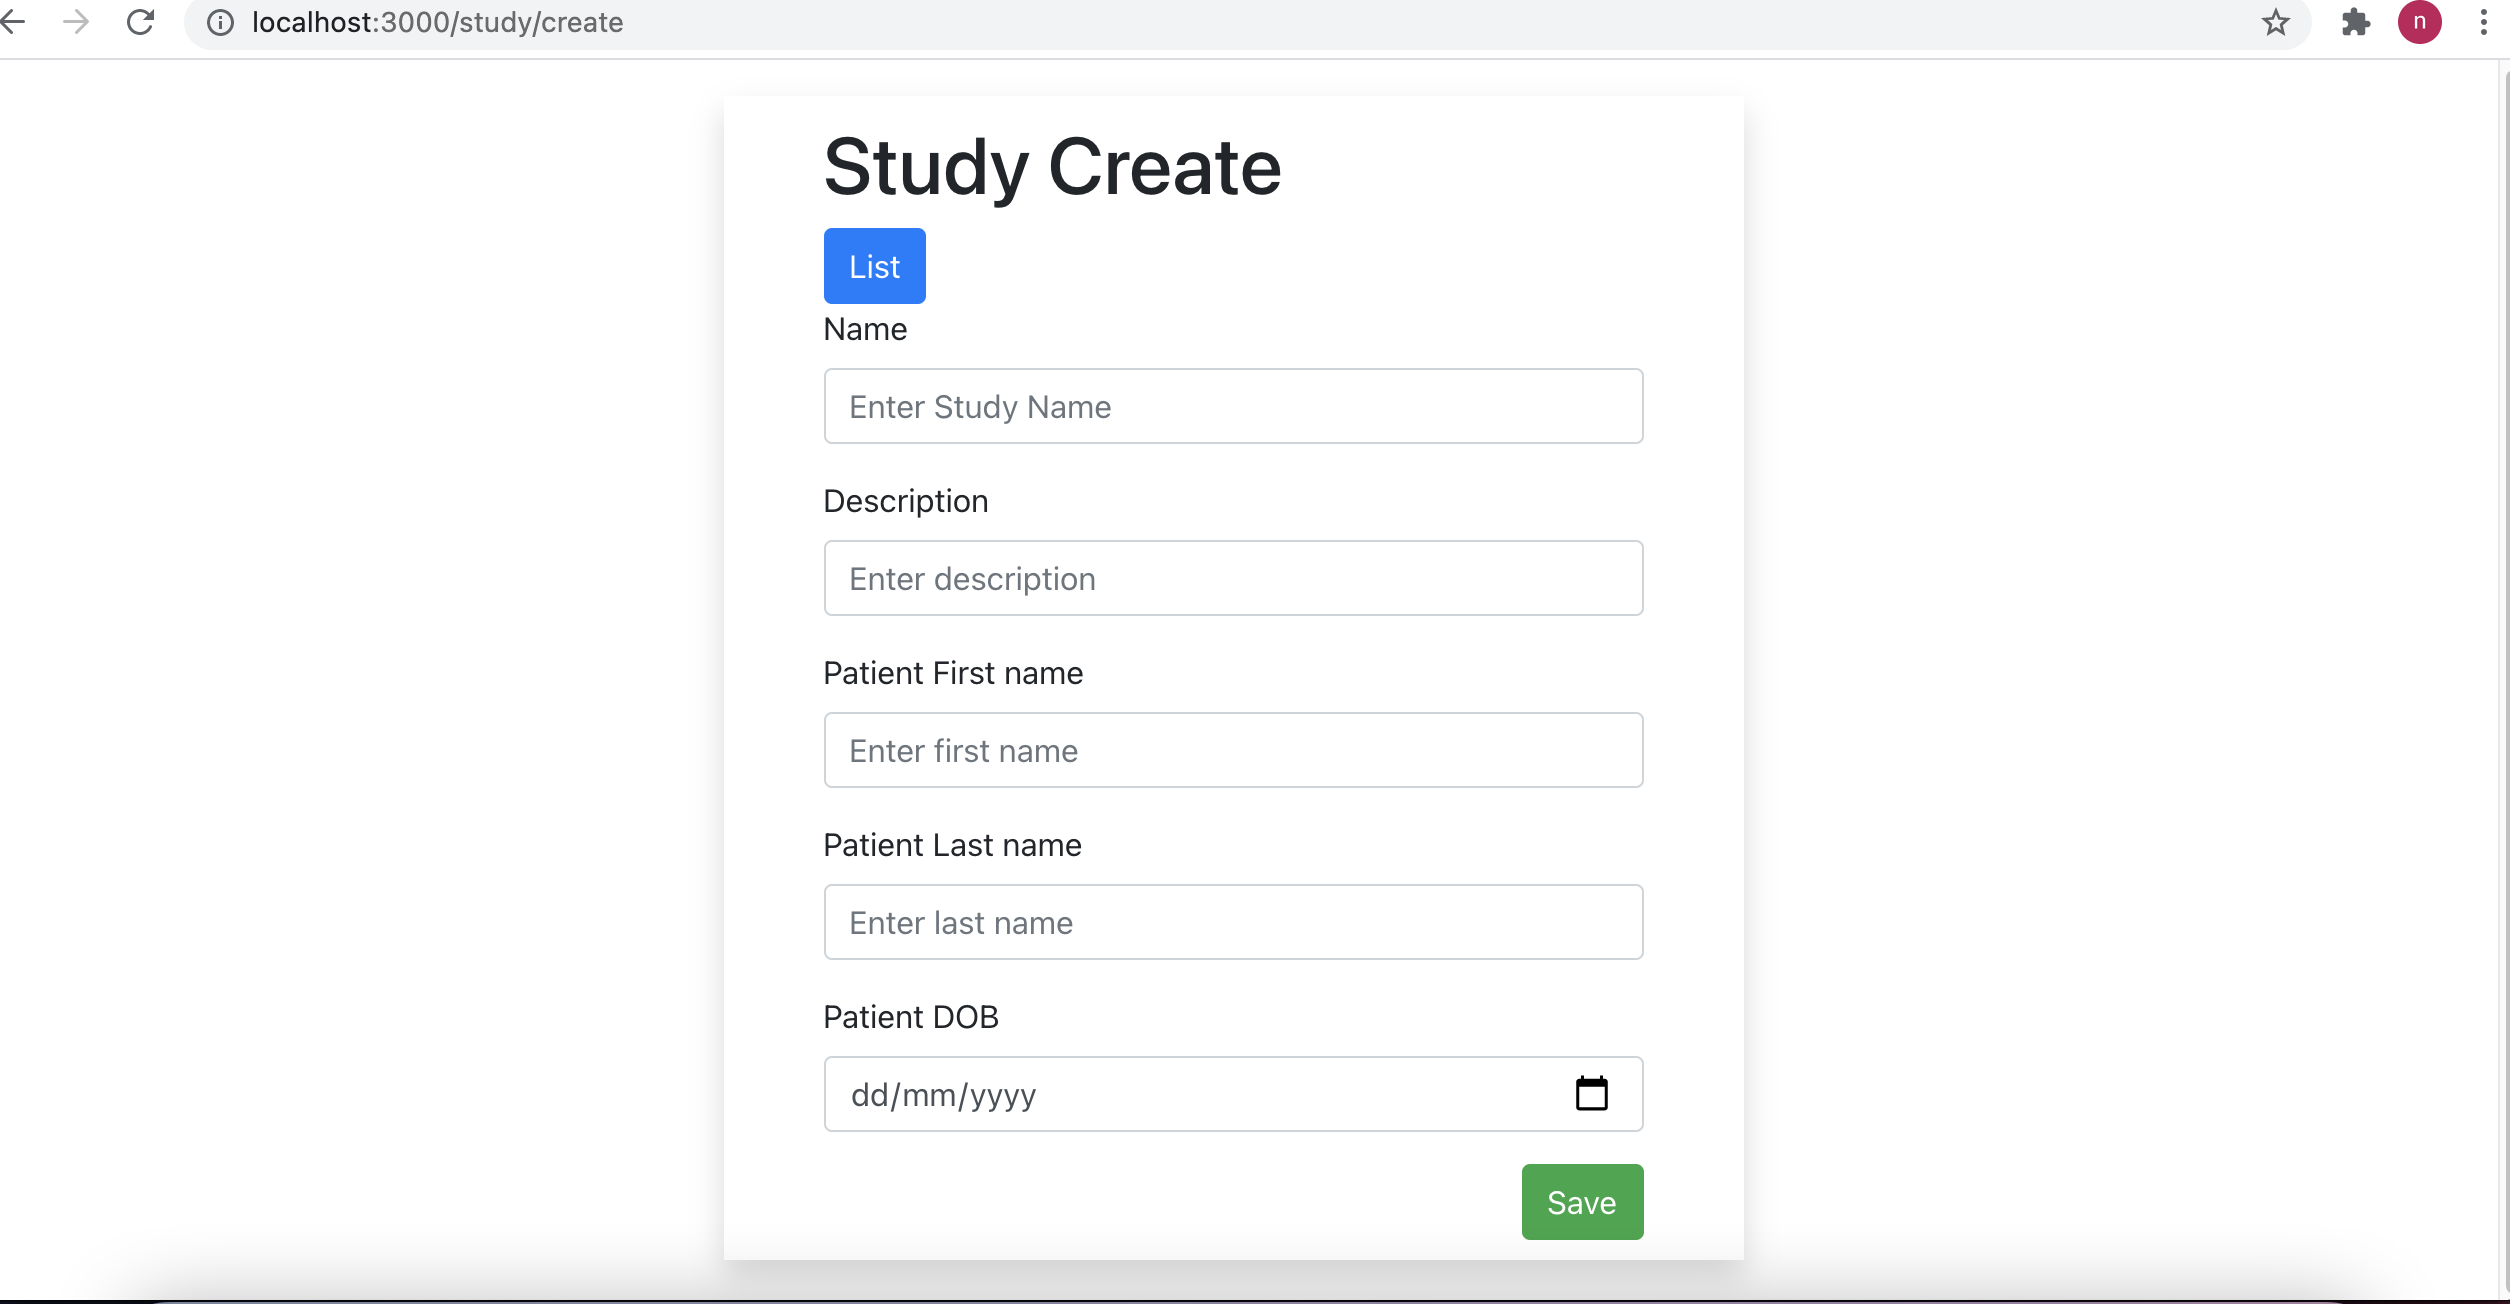 localhost:3000/study/create
n
Study Create
List
Name
Enter Study Name
Description
Enter description
Patient First name
Enter first name
Patient Last name
Enter last name
Patient DOB
dd/mm/yyyy
Save